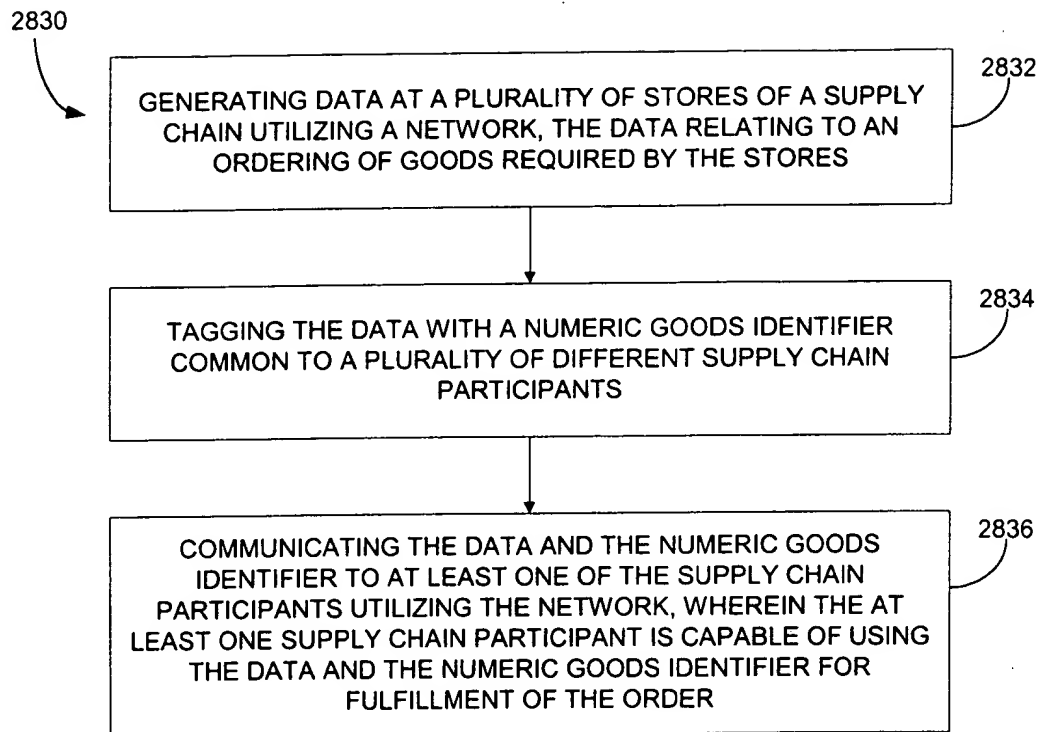 2830
2832
GENERATING DATA AT A PLURALITY OF STORES OF A SUPPLY
CHAIN UTILIZING A NETWORK, THE DATA RELATING TO AN
ORDERING OF GOODS REQUIRED BY THE STORES
2834
TAGGING THE DATA WITH A NUMERIC GOODS IDENTIFIER
COMMON TO A PLURALITY OF DIFFERENT SUPPLY CHAIN
PARTICIPANTS
2836
COMMUNICATING THE DATA AND THE NUMERIC GOODS
IDENTIFIER TO AT LEAST ONE OF THE SUPPLY CHAIN
PARTICIPANTS UTILIZING THE NETWORK, WHEREIN THE AT
LEAST ONE SUPPLY CHAIN PARTICIPANT IS CAPABLE OF USING
THE DATA AND THE NUMERIC GOODS IDENTIFIER FOR
FULFILLMENT OF THE ORDER